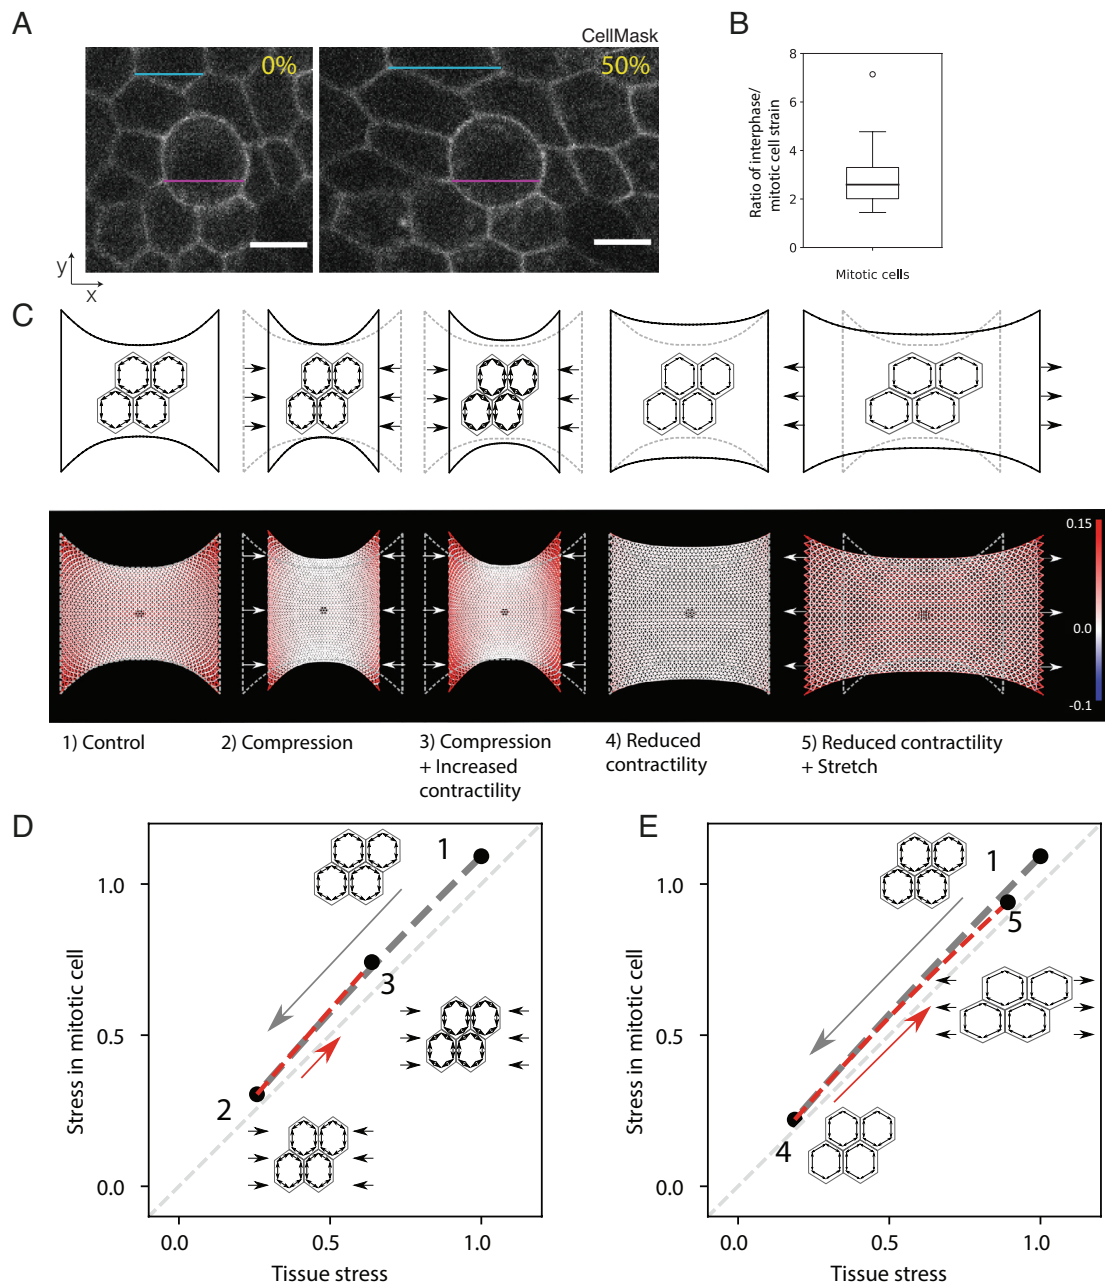 A
CellMask
0%
50%
y
x
B
Ratio of interphase/
mitotic cell strain
8
6
4
2
0
Mitotic cells
C
0.15
0.0
-0.1
1) Control
2) Compression
3) Compression
+ Increased
contractility
4) Reduced
contractility
5) Reduced contractility
+ Stretch
D
Stress in mitotic cell
1.0
0.5
0.0
1
3
2
0.0
0.5
1.0
Tissue stress
E
Stress in mitotic cell
1.0
0.5
0.0
1
5
4
0.0
0.5
1.0
Tissue stress